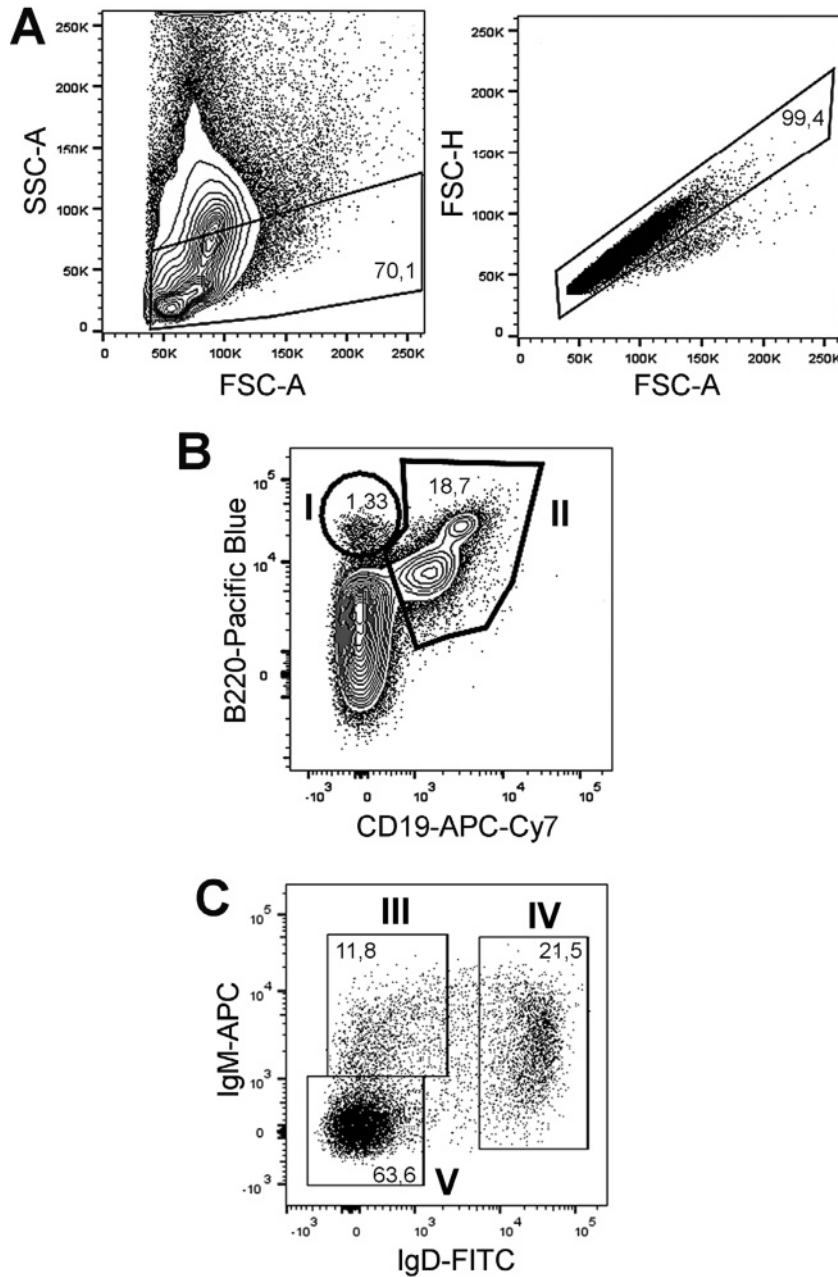 A
SSC-A
250K
200K
150K
100K
50K
0
70,1
0 50K 100K 150K 200K 250K
FSC-A
FSC-H
250K
200K
150K
100K
50K
0
99,4
0 50K 100K 150K 200K 250K
FSC-A
B
B220-Pacific Blue
10^5
10^4
0
I
1,33
18,7
II
-10^3 0 10^3 10^4 10^5
CD19-APC-Cy7
C
III
IV
IgM-APC
10^5
10^4
10^3
0
-10^3
11,8
21,5
63,6
V
-10^3 0 10^3 10^4 10^5
IgD-FITC